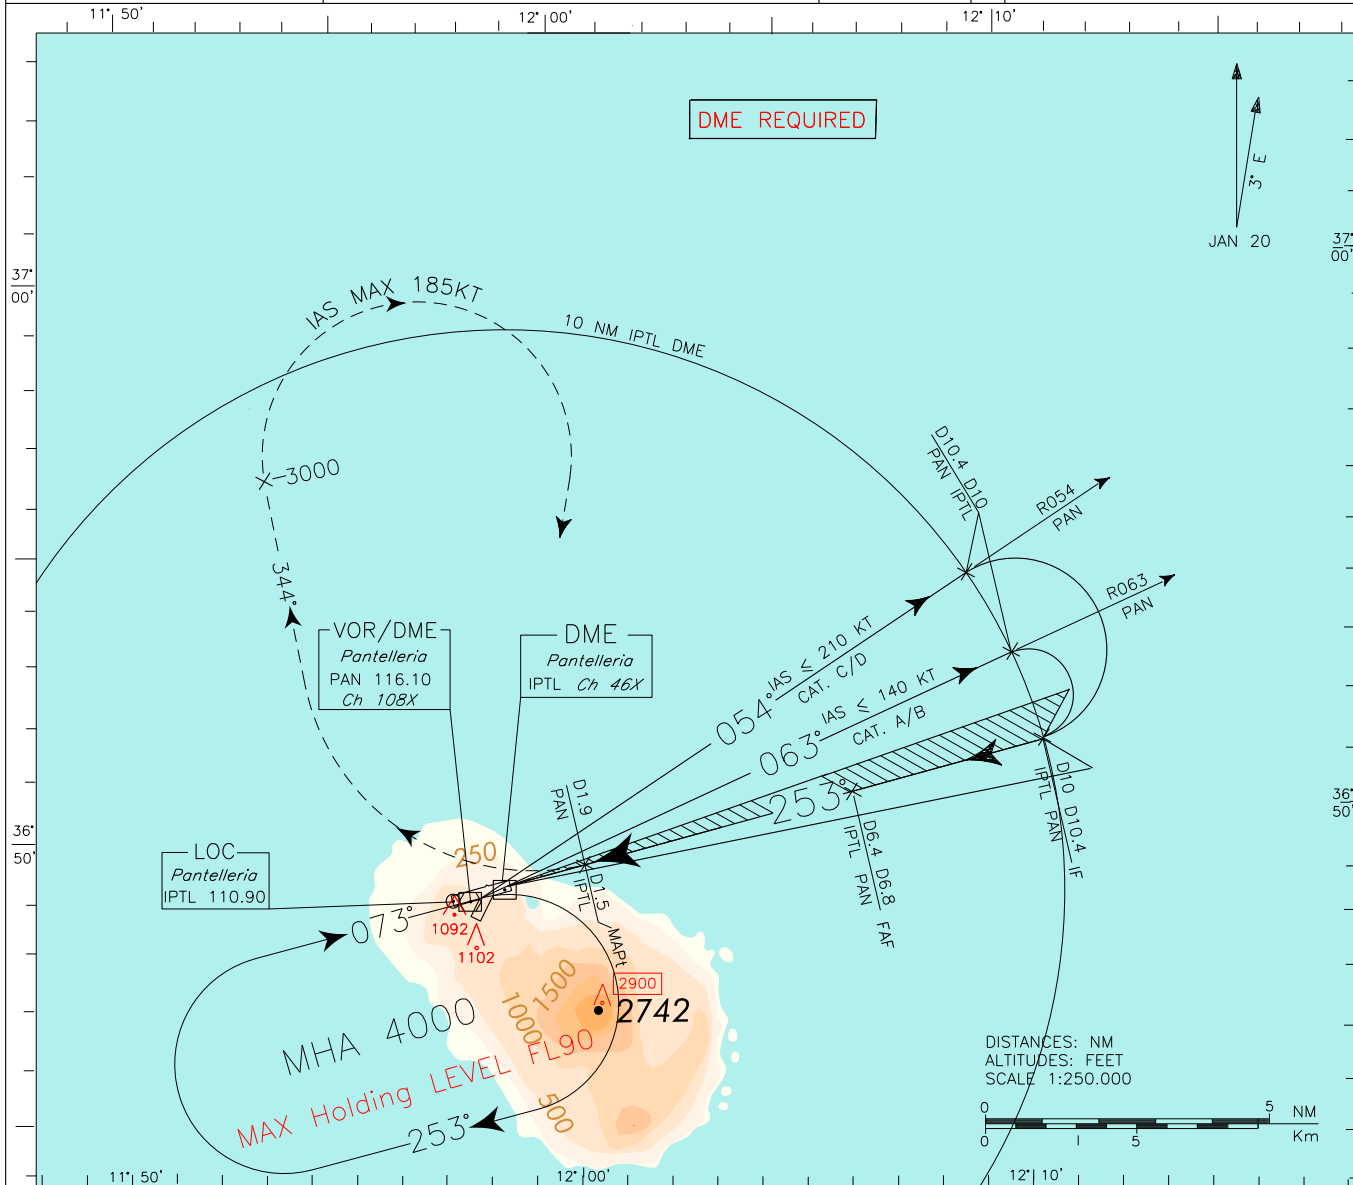 11° 50'
12° 00'
12° 10'
DME REQUIRED
3° E
JAN 20
37°
00'
37°
00'
IAS MAX 185KT
10 NM IPTL DME
3000
D10.4 D10
PAN IPTL
R054
PAN
344°
R063
PAN
VOR/DME
Pantelleria
PAN 116.10
Ch 108X
DME
Pantelleria
IPTL Ch 46X
IAS ≤ 210 KT
CAT. C/D
054°
IAS ≤ 140 KT
CAT. A/B
063°
253°
D1.9
PAN
D10 D10.4
IPTL PAN
IF
36°
50'
36°
50'
D6.4 D6.8
IPTL PAN
FAF
LOC
Pantelleria
IPTL 110.90
250
D1.5
IPTL
MAPt
073°
1092
1102
1500
1000
2900
2742
MHA 4000
MAX Holding LEVEL FL90
500
253°
DISTANCES: NM
ALTITUDES: FEET
SCALE 1:250.000
0 5 NM
0 1 5 Km
11° 50'
12° 00'
12° 10'